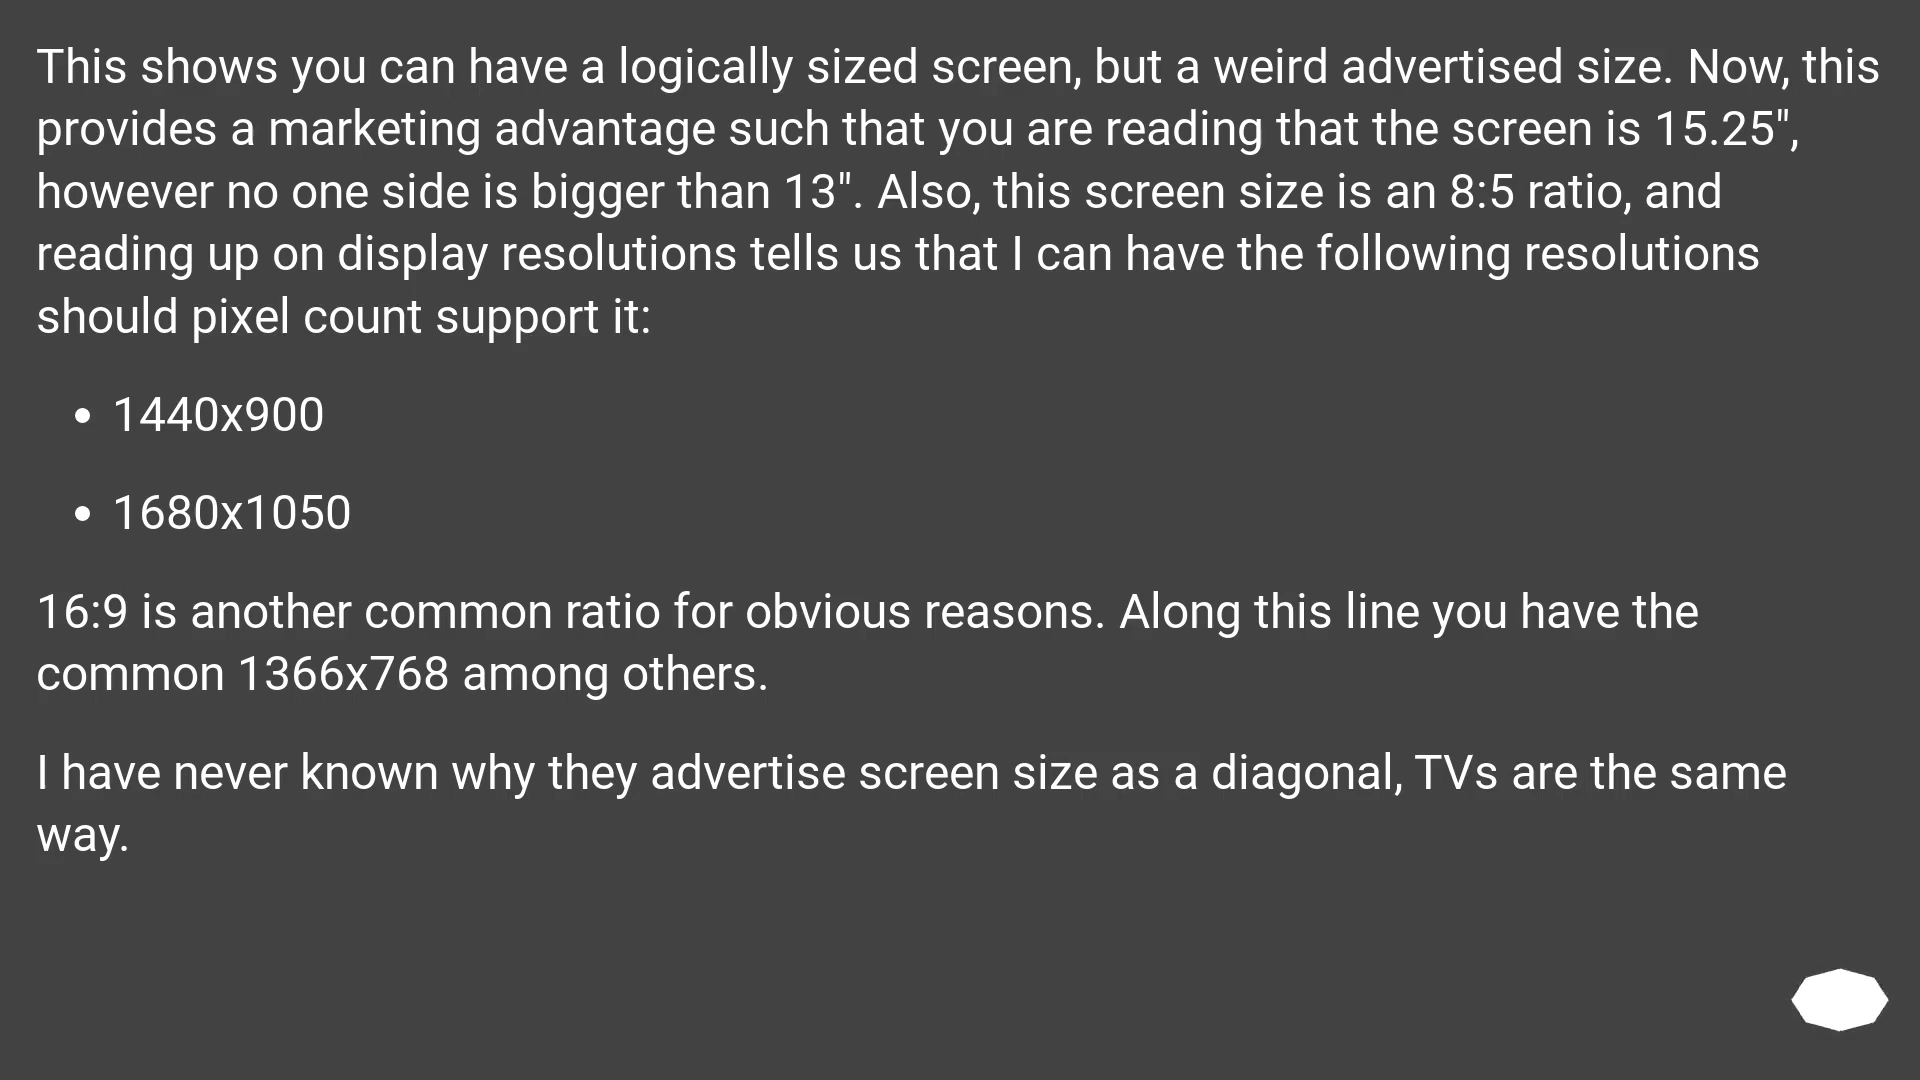 This shows you can have a logically sized screen, but a weird advertised size. Now, this
provides a marketing advantage such that you are reading that the screen is 15.25",
however no one side is bigger than 13". Also, this screen size is an 8:5 ratio, and
reading up on display resolutions tells us that I can have the following resolutions
should pixel count support it:
• 1440x900
• 1680x1050
16:9 is another common ratio for obvious reasons. Along this line you have the
common 1366x768 among others.
I have never known why they advertise screen size as a diagonal, TVs are the same
way.